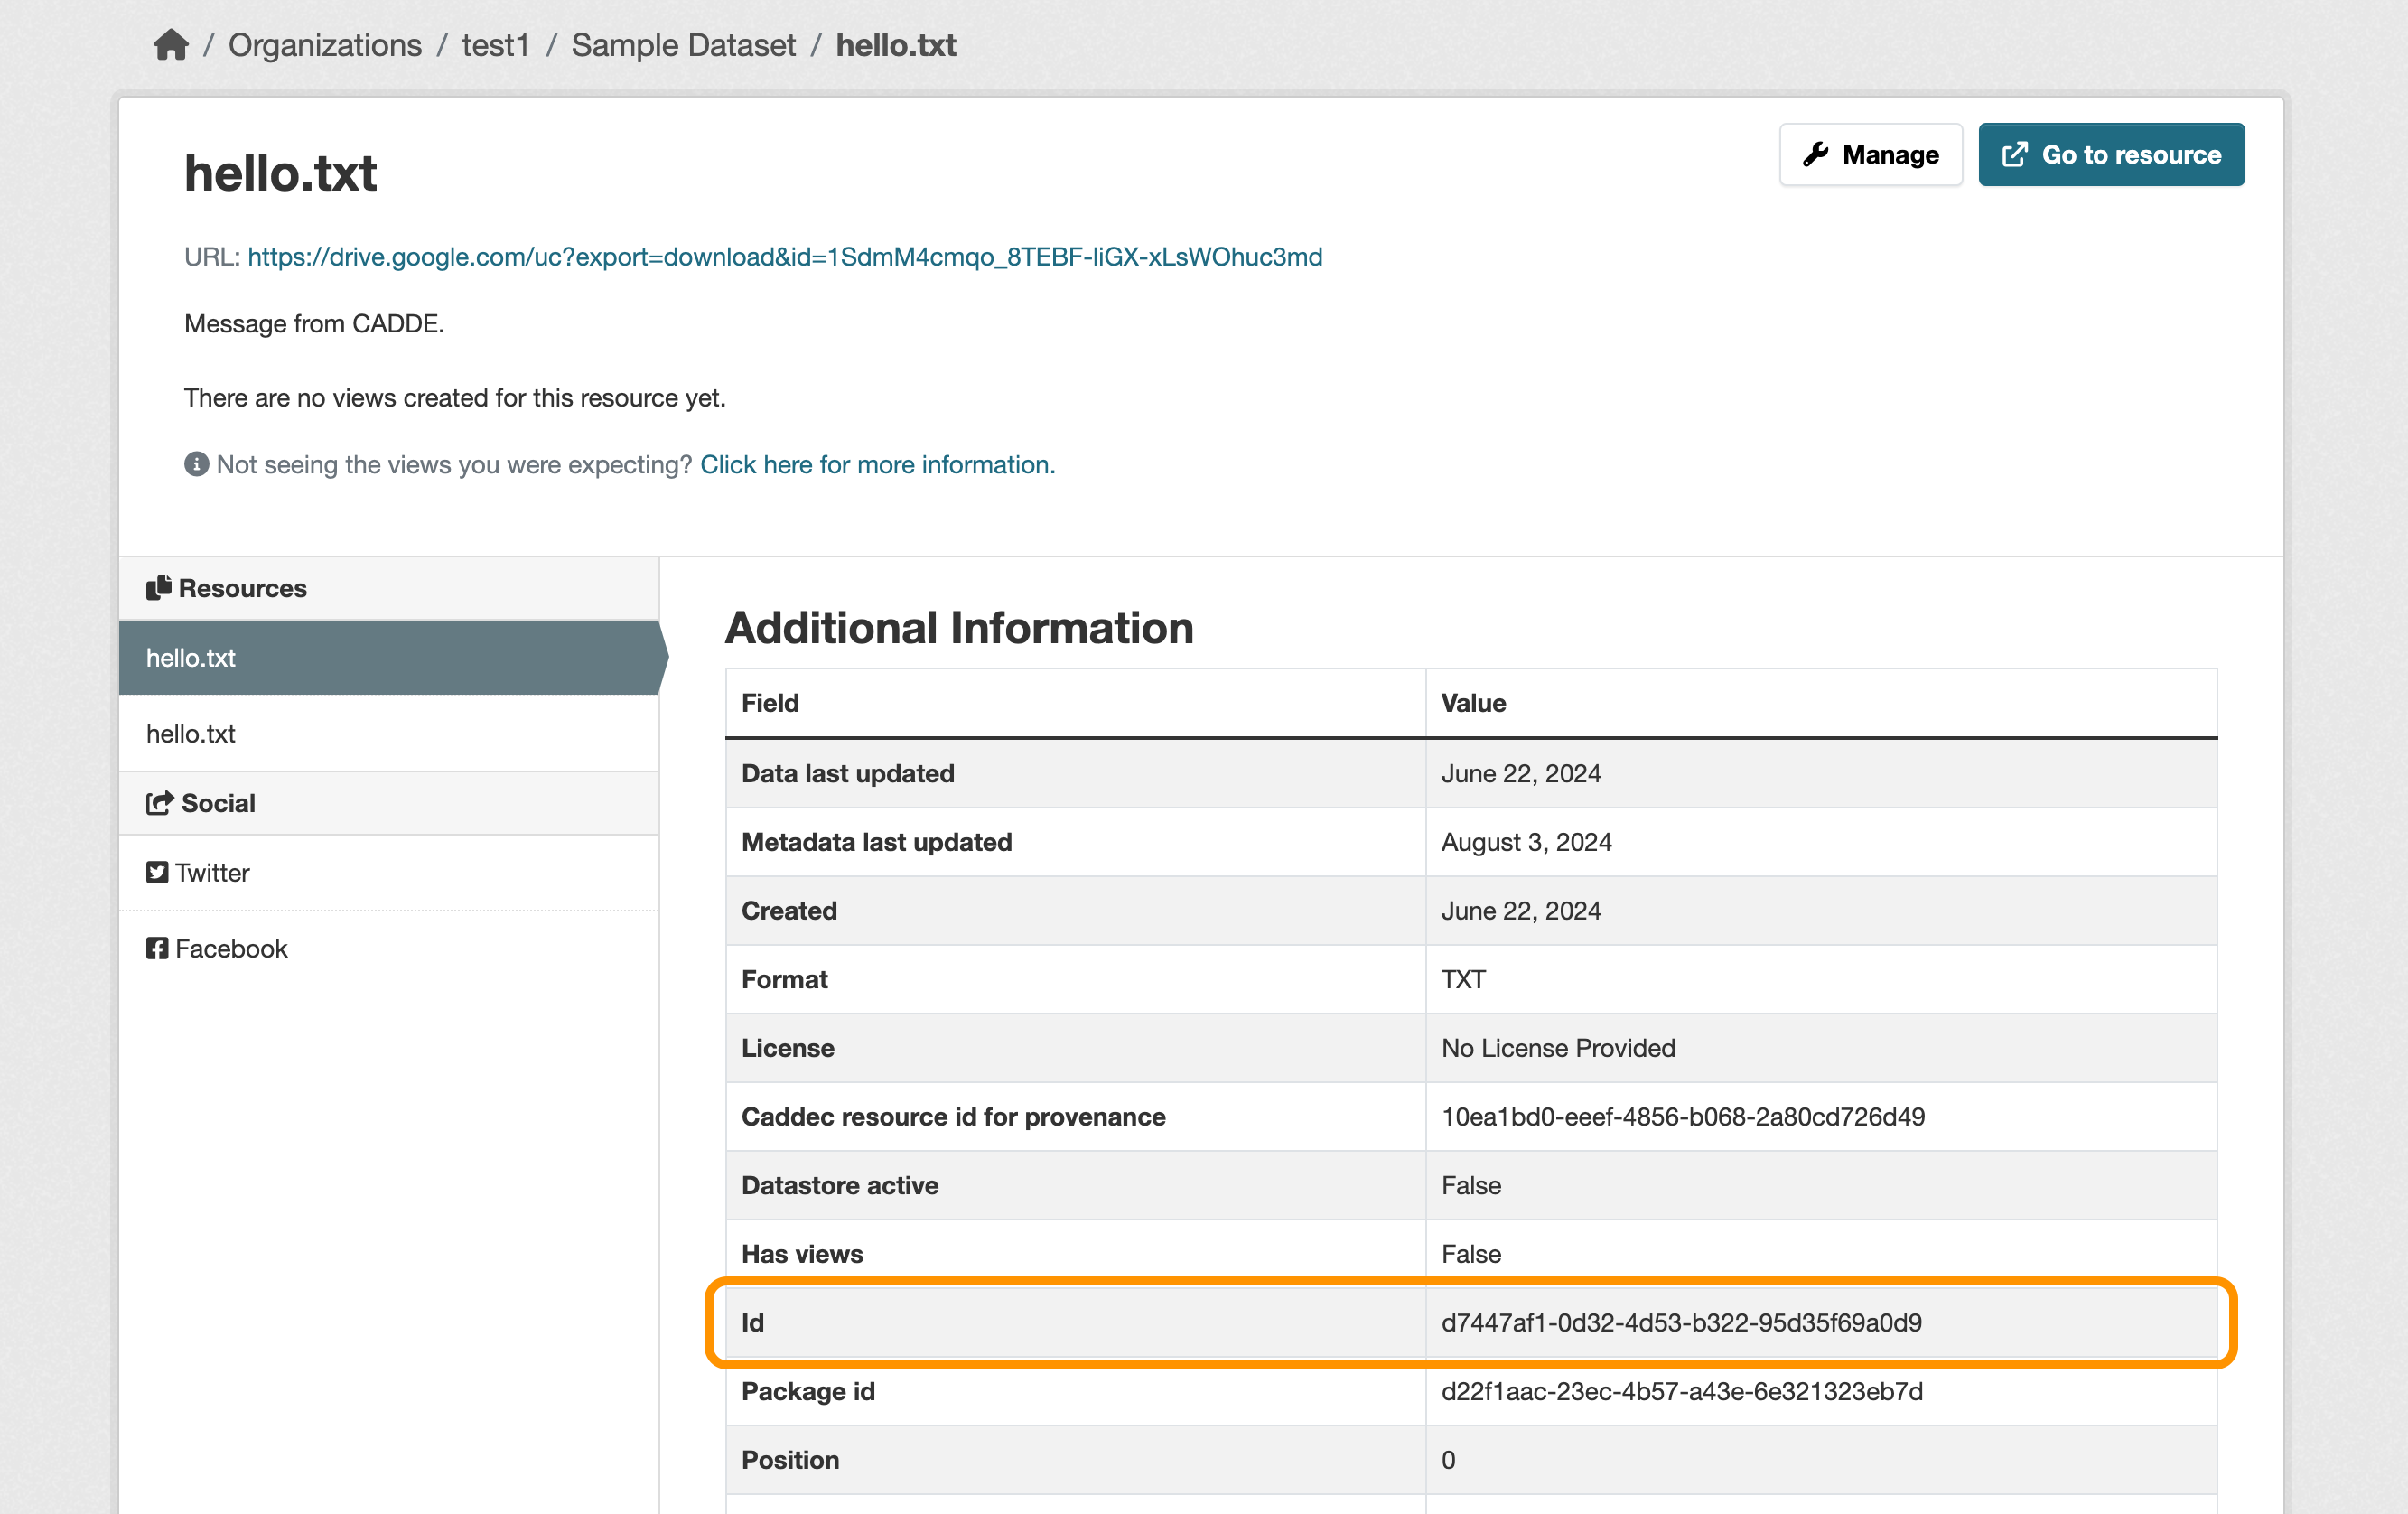 / Organizations / test1 / Sample Dataset / hello.txt
hello.txt
Manage
Go to resource
URL: https://drive.google.com/uc?export=download&id=1SdmM4cmqo_8TEBF-liGX-xLsWOhuc3md
Message from CADDE.
There are no views created for this resource yet.
Not seeing the views you were expecting? Click here for more information.
Resources
hello.txt
hello.txt
Social
Twitter
Facebook
Additional Information
Field Value
Data last updated June 22, 2024
Metadata last updated August 3, 2024
Created June 22, 2024
Format TXT
License No License Provided
Caddec resource id for provenance 10ea1bd0-eeef-4856-b068-2a80cd726d49
Datastore active False
Has views False
Id d7447af1-0d32-4d53-b322-95d35f69a0d9
Package id d22f1aac-23ec-4b57-a43e-6e321323eb7d
Position 0